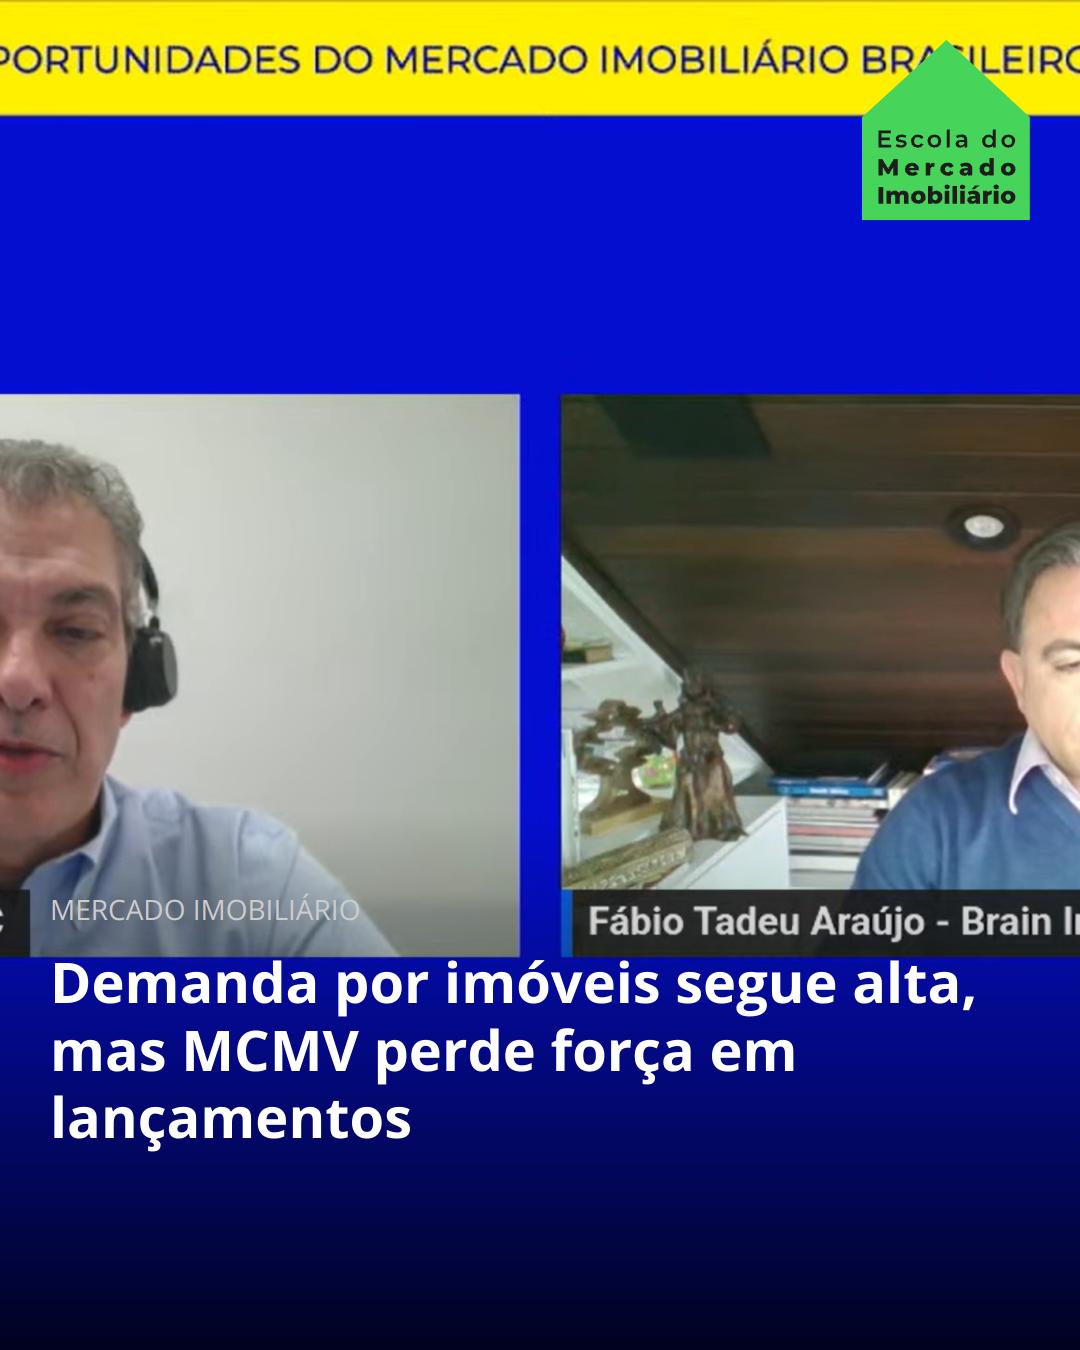 PORTUNIDADES DO MERCADO IMOBILIÁRIO BRASILEIRO
Escola do
Mercado
Imobiliário
MERCADO IMOBILIÁRIO
Fábio Tadeu Araújo - Brain
Demanda por imóveis segue alta,
mas MCMV perde força em
lançamentos